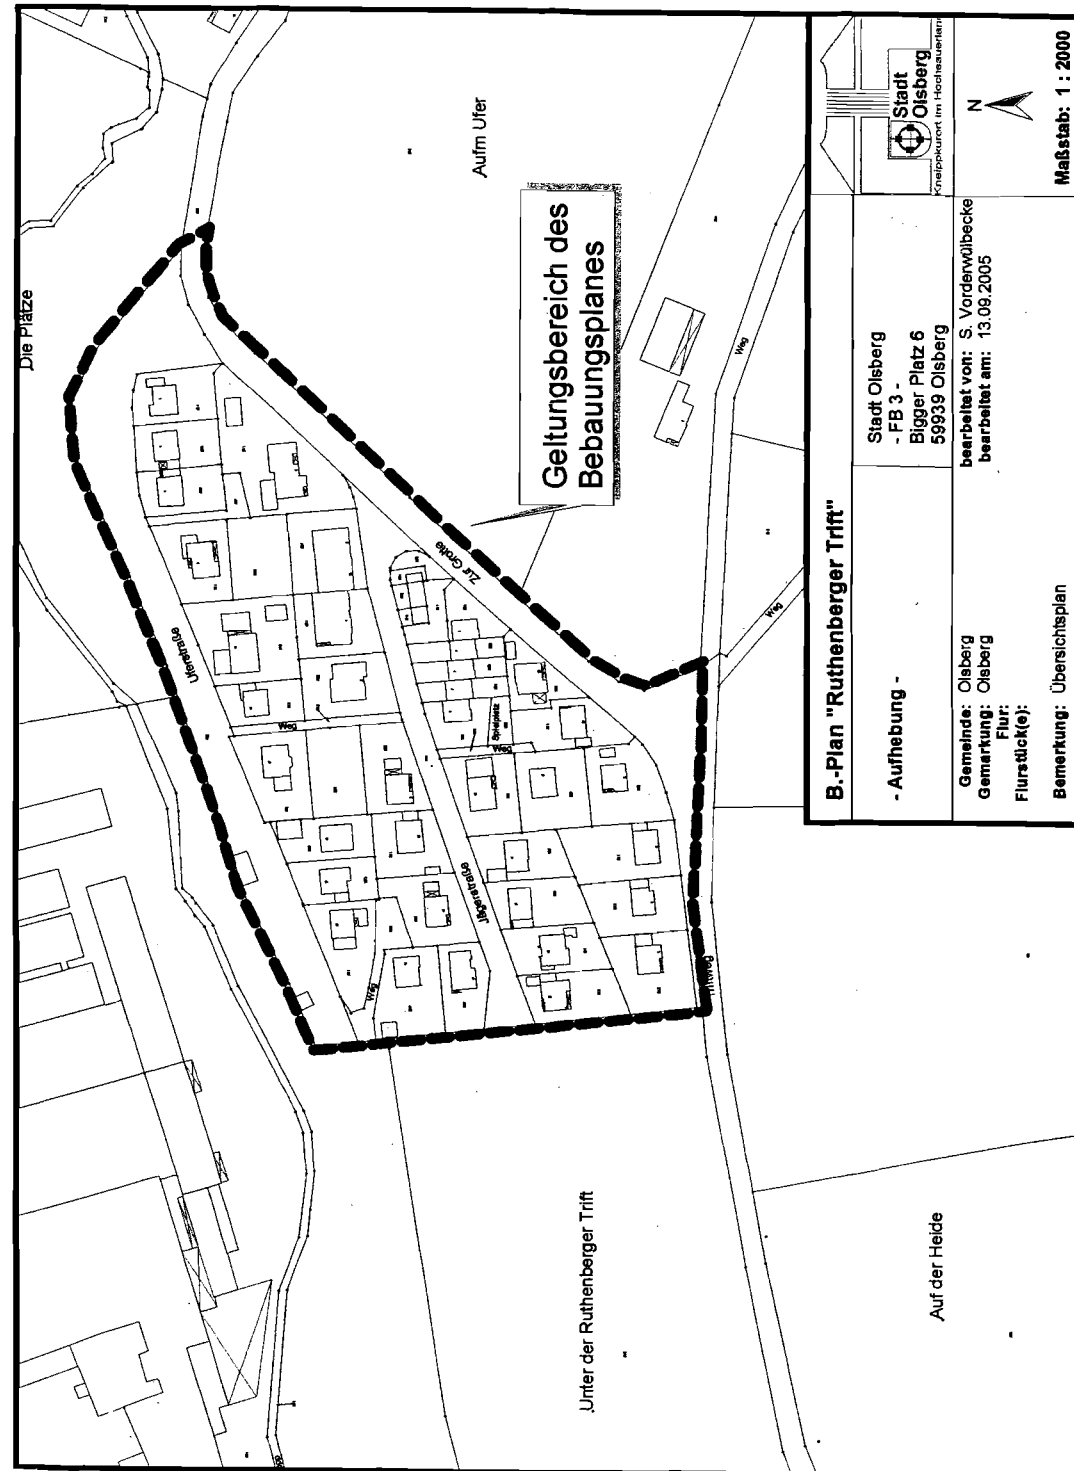 Die Plätze
Aufm Ufer
Geltungsbereich des
Bebauungsplanes
Zur Grotte
Uferstraße
Jägerstraße
Weg
Weg
Weg
Weg
Weg
Spielplatz
Triftweg
Unter der Ruthenberger Trift
Auf der Heide
B.-Plan "Ruthenberger Trift"
- Aufhebung -
Stadt Olsberg
- FB 3 -
Bigger Platz 6
59939 Olsberg
Stadt
Olsberg
Kneippkurort im Hochsauerland
Gemeinde: Olsberg
Gemarkung: Olsberg
Flur:
Flurstück(e):
Bemerkung: Übersichtsplan
bearbeitet von: S. Vorderwülbecke
bearbeitet am: 13.09.2005
N
Maßstab: 1 : 2000